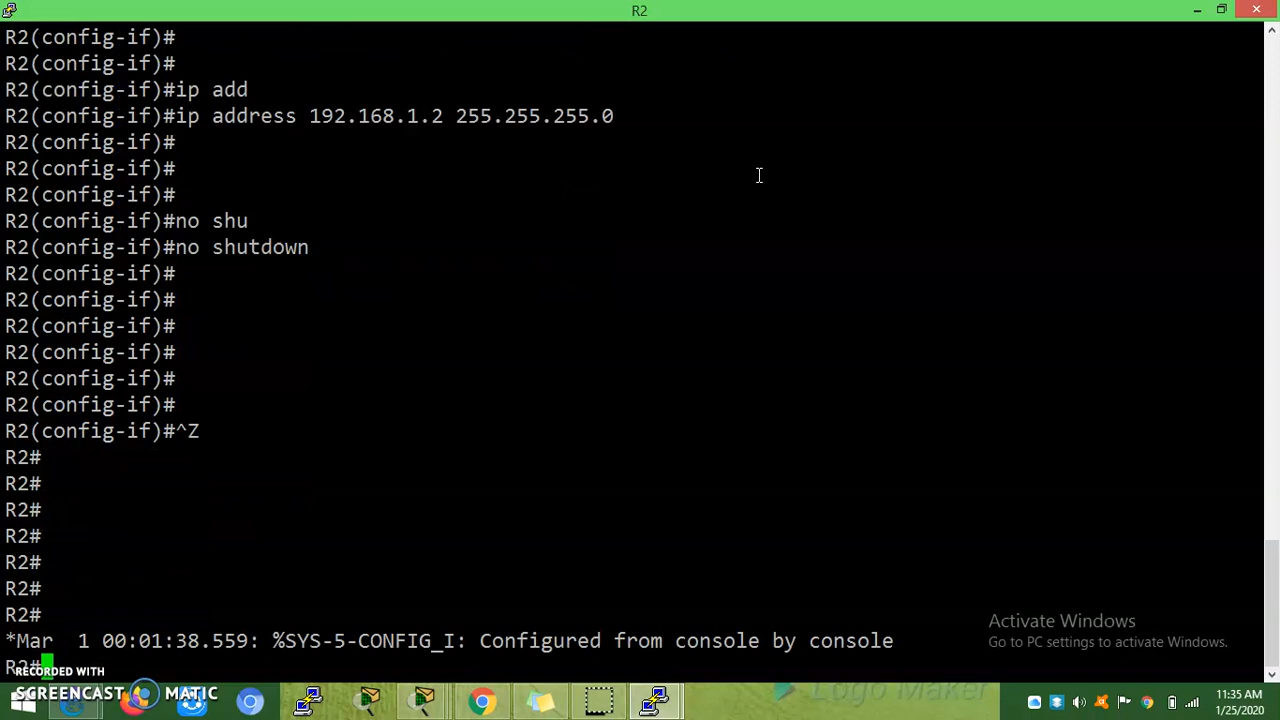 R2
R2(config-if)#
R2(config-if)#
R2(config-if)#ip add
R2(config-if)#ip address 192.168.1.2 255.255.255.0
R2(config-if)#
R2(config-if)#
R2(config-if)#
R2(config-if)#no shu
R2(config-if)#no shutdown
R2(config-if)#
R2(config-if)#
R2(config-if)#
R2(config-if)#
R2(config-if)#
R2(config-if)#
R2(config-if)#^Z
R2#
R2#
R2#
R2#
R2#
R2#
R2#
*Mar  1 00:01:38.559: %SYS-5-CONFIG_I: Configured from console by console
R2#
Activate Windows
Go to PC settings to activate Windows.
RECORDED WITH
SCREENCAST MATIC
Logo Maker
11:35 AM
1/25/2020